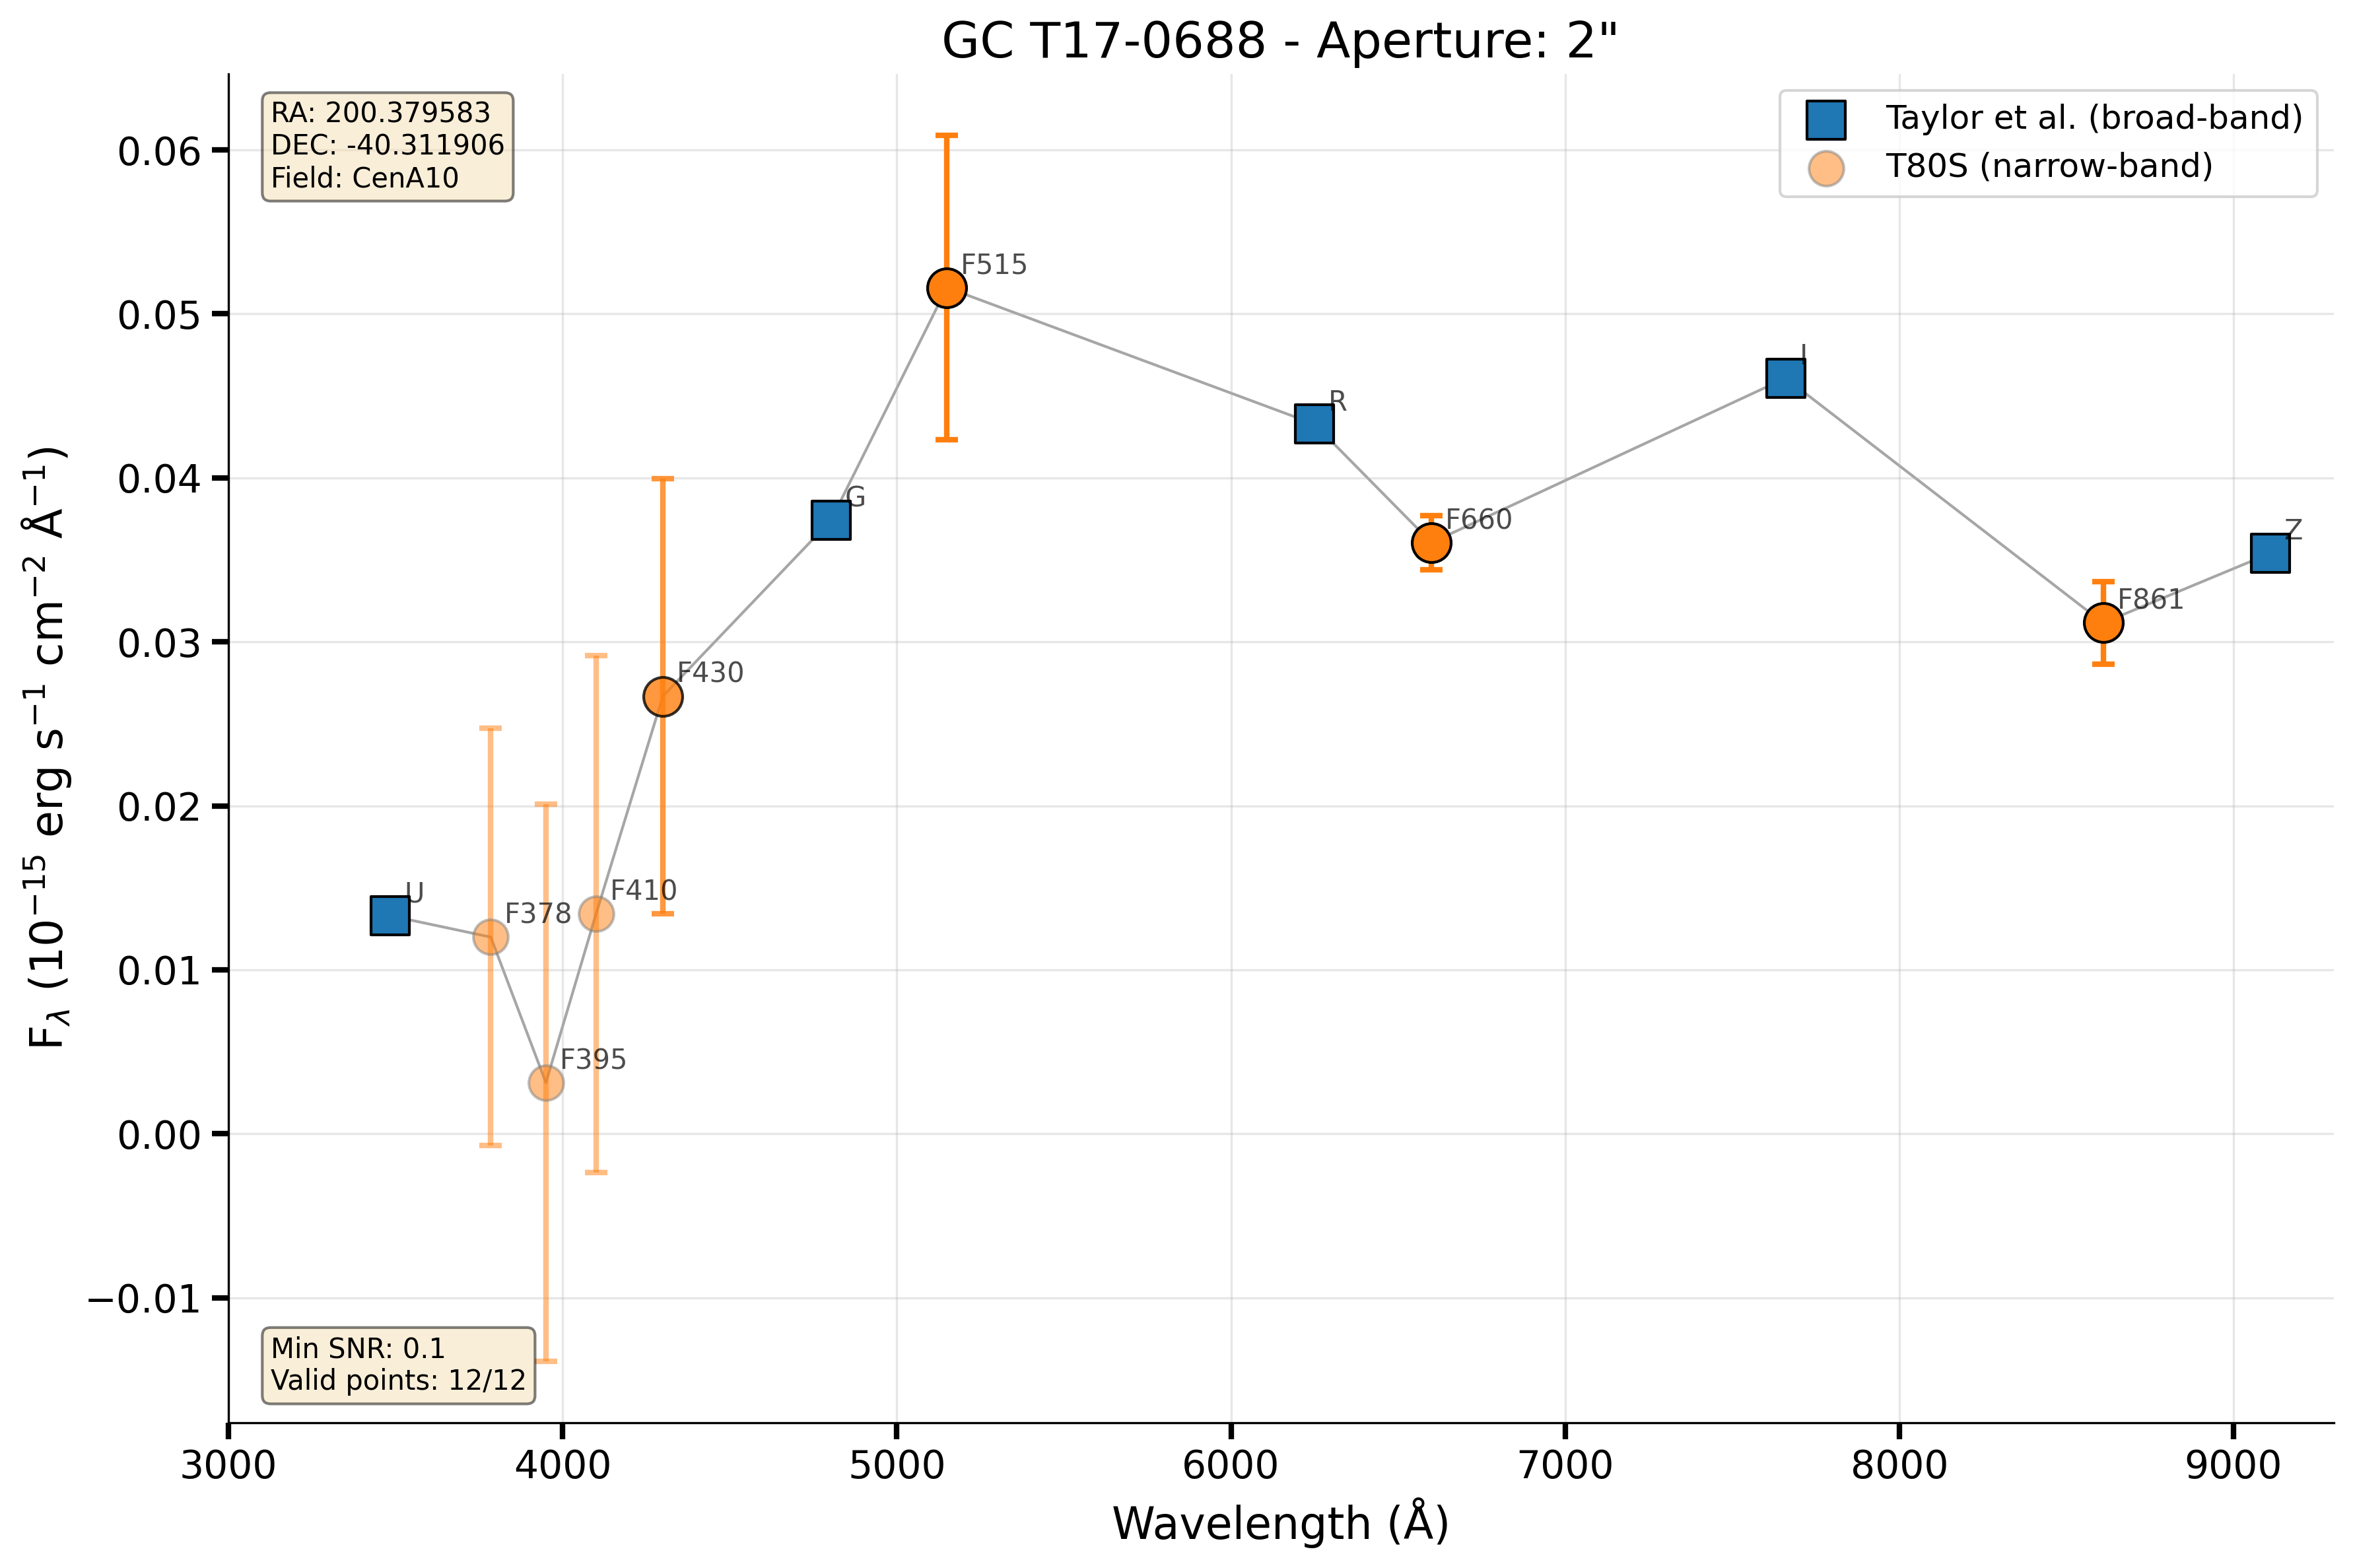 GC T17-0688 - Aperture: 2"
RA: 200.379583
DEC: -40.311906
Field: CenA10
Taylor et al. (broad-band)
T80S (narrow-band)
0.06
0.05
0.04
0.03
0.02
0.01
0.00
−0.01
F515
I
R
G
F660
Z
F861
F430
U
F378
F410
F395
Min SNR: 0.1
Valid points: 12/12
3000 4000 5000 6000 7000 8000 9000
Wavelength (Å)
Fλ (10⁻¹⁵ erg s⁻¹ cm⁻² Å⁻¹)